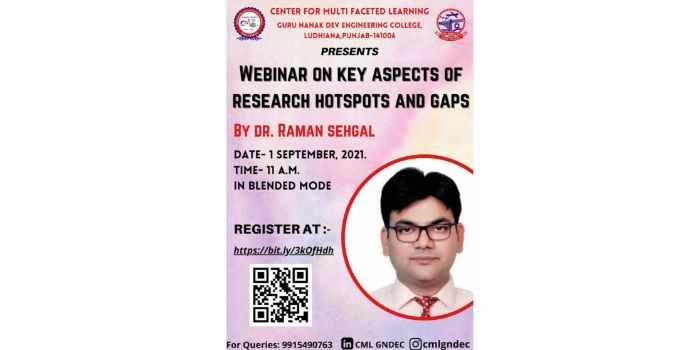 CENTER FOR MULTI FACETED LEARNING
GURU NANAK DEV ENGINEERING COLLEGE,
LUDHIANA,PUNJAB-141006
PRESENTS
WEBINAR ON KEY ASPECTS OF
RESEARCH HOTSPOTS AND GAPS
BY DR. RAMAN SEHGAL
DATE- 1 SEPTEMBER, 2021.
TIME- 11 A.M.
IN BLENDED MODE
REGISTER AT :-
https://bit.ly/3kOfHdh
For Queries: 9915490763 in CML GNDEC cmlgndec